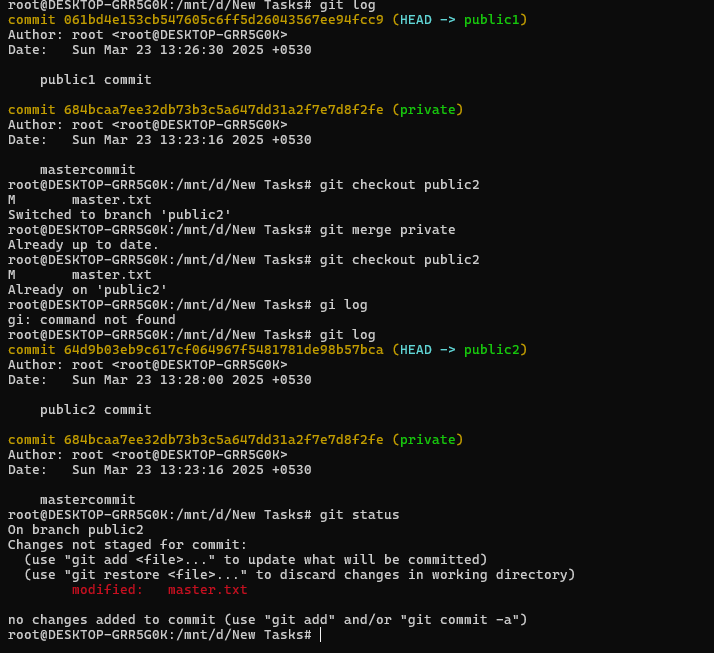 root@DESKTOP-GRR5G0K:/mnt/d/New Tasks# git log
commit 061bd4e153cb547605c6ff5d26043567ee94fcc9 (HEAD -> public1)
Author: root <root@DESKTOP-GRR5G0K>
Date:   Sun Mar 23 13:26:30 2025 +0530

    public1 commit

commit 684bcaa7ee32db73b3c5a647dd31a2f7e7d8f2fe (private)
Author: root <root@DESKTOP-GRR5G0K>
Date:   Sun Mar 23 13:23:16 2025 +0530

    mastercommit
root@DESKTOP-GRR5G0K:/mnt/d/New Tasks# git checkout public2
M       master.txt
Switched to branch 'public2'
root@DESKTOP-GRR5G0K:/mnt/d/New Tasks# git merge private
Already up to date.
root@DESKTOP-GRR5G0K:/mnt/d/New Tasks# git checkout public2
M       master.txt
Already on 'public2'
root@DESKTOP-GRR5G0K:/mnt/d/New Tasks# gi log
gi: command not found
root@DESKTOP-GRR5G0K:/mnt/d/New Tasks# git log
commit 64d9b03eb9c617cf064967f5481781de98b57bca (HEAD -> public2)
Author: root <root@DESKTOP-GRR5G0K>
Date:   Sun Mar 23 13:28:00 2025 +0530

    public2 commit

commit 684bcaa7ee32db73b3c5a647dd31a2f7e7d8f2fe (private)
Author: root <root@DESKTOP-GRR5G0K>
Date:   Sun Mar 23 13:23:16 2025 +0530

    mastercommit
root@DESKTOP-GRR5G0K:/mnt/d/New Tasks# git status
On branch public2
Changes not staged for commit:
  (use "git add <file>..." to update what will be committed)
  (use "git restore <file>..." to discard changes in working directory)
        modified:   master.txt

no changes added to commit (use "git add" and/or "git commit -a")
root@DESKTOP-GRR5G0K:/mnt/d/New Tasks#